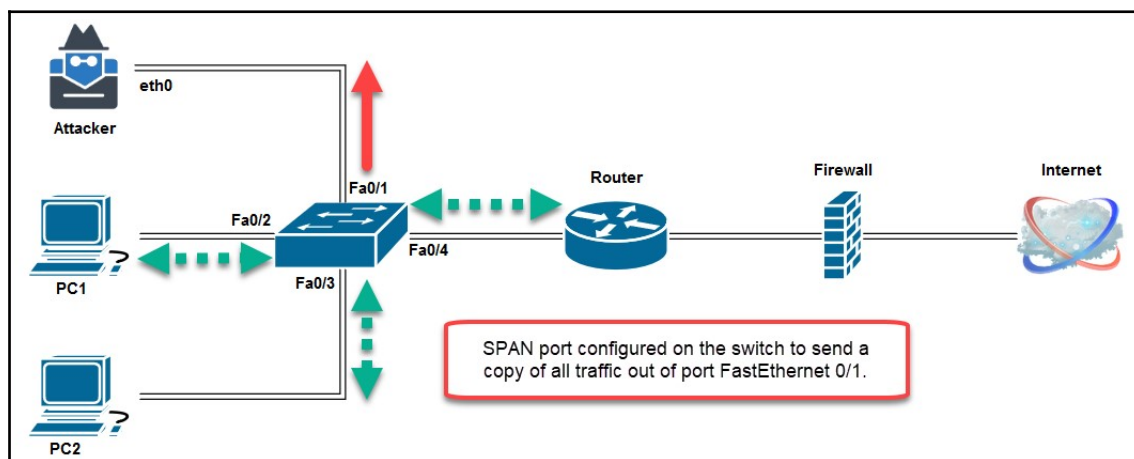 eth0
Attacker
Fa0/1
Router
Firewall
Internet
Fa0/2
Fa0/4
PC1
Fa0/3
SPAN port configured on the switch to send a
copy of all traffic out of port FastEthernet 0/1.
PC2